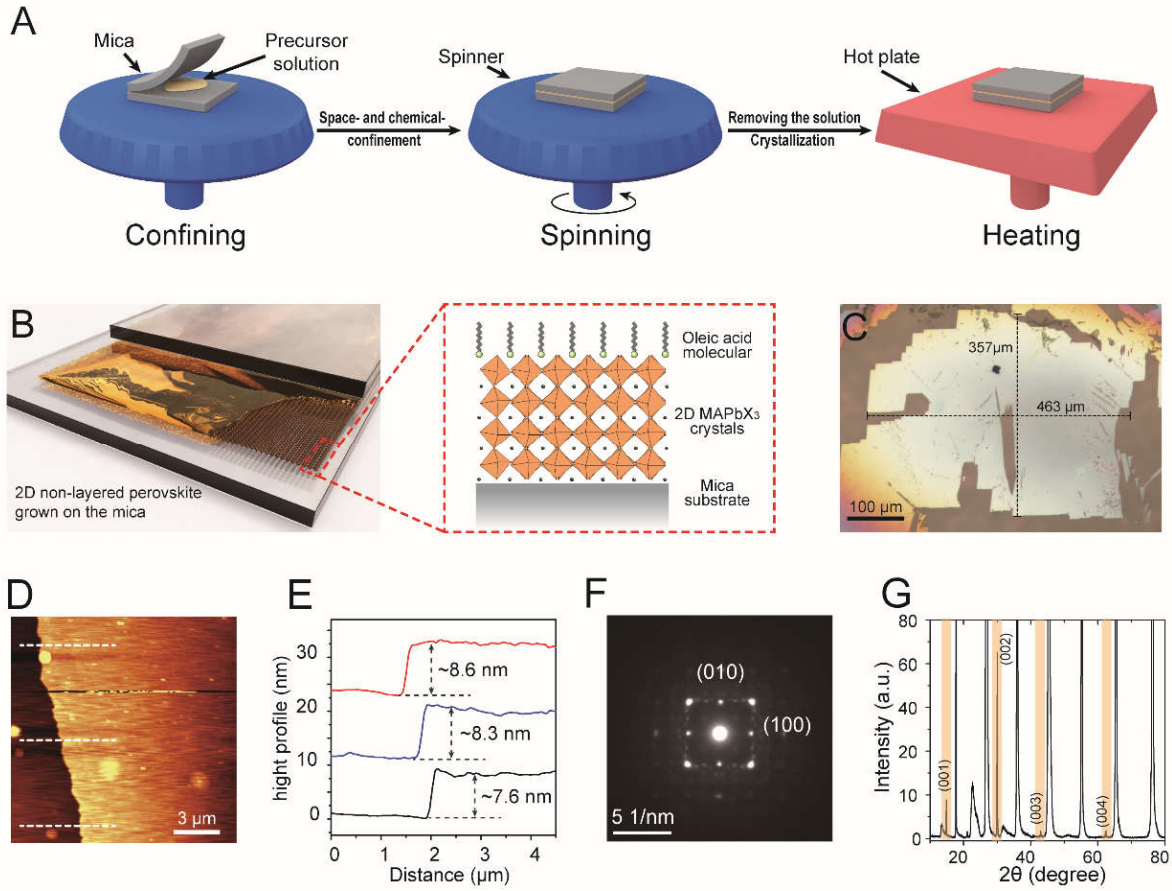 A
Mica
Precursor
solution
Spinner
Hot plate
Space- and chemical-
confinement
Removing the solution
Crystallization
Confining
Spinning
Heating
B
2D non-layered perovskite
grown on the mica
Oleic acid
molecular
2D MAPbX₃
crystals
Mica
substrate
C
357μm
463 μm
100 μm
D
3 μm
E
hight profile (nm)
30
20
10
0
~8.6 nm
~8.3 nm
~7.6 nm
0
1
2
3
4
Distance (μm)
F
(010)
(100)
5 1/nm
G
Intensity (a.u.)
80
60
40
20
10
0
(001)
(002)
(003)
(004)
20
40
60
80
2θ (degree)